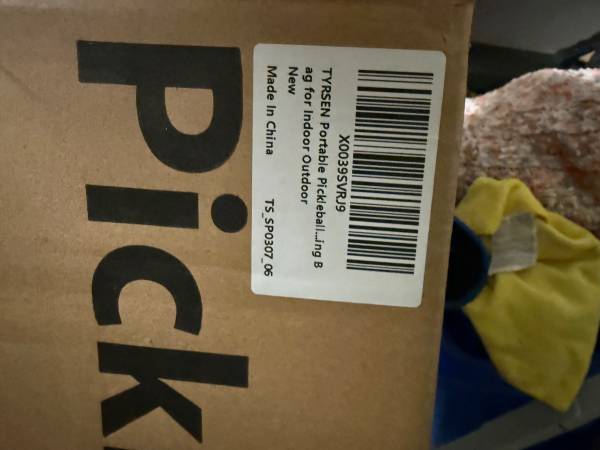 Pick
X0039SVRJ9
TYRSEN Portable Pickleball...ing B
ag for Indoor Outdoor
New
Made In China TS_SP0307_06